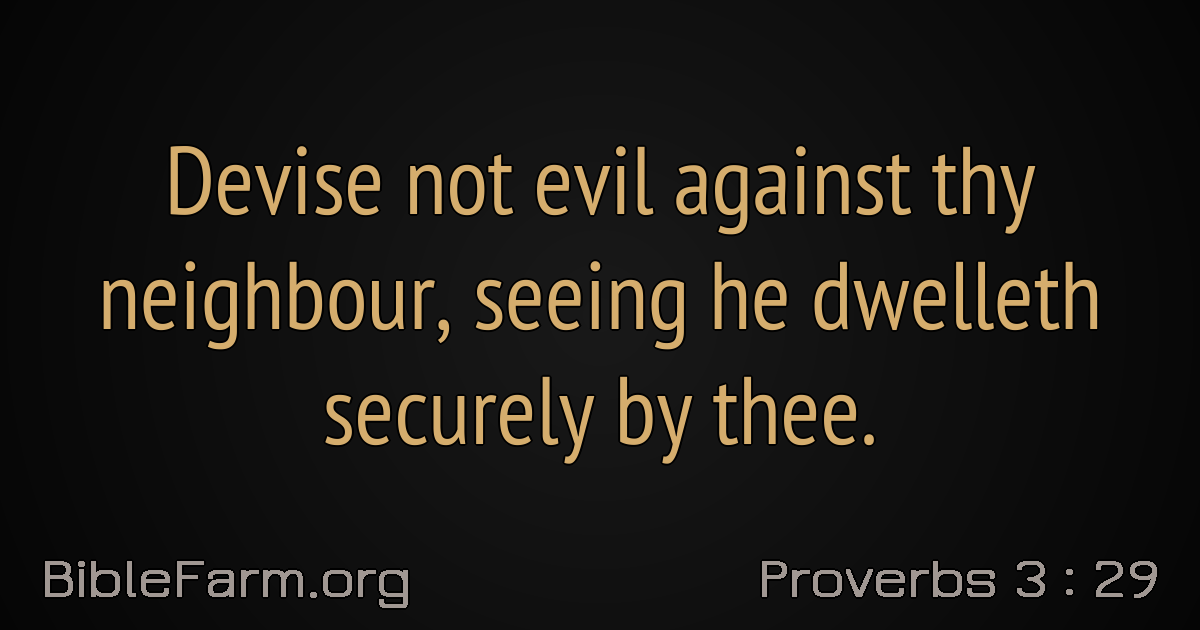 Devise not evil against thy
neighbour, seeing he dwelleth
securely by thee.
BibleFarm.org
Proverbs 3 : 29